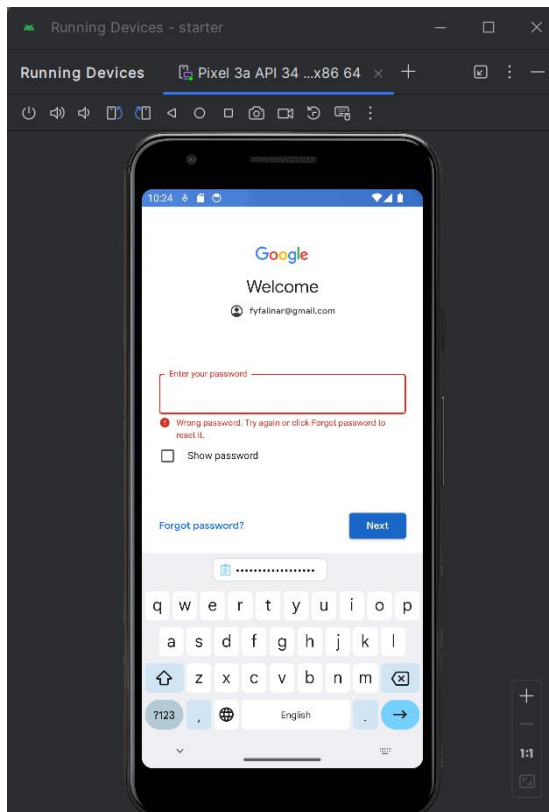 Running Devices - starter
Running Devices
Pixel 3a API 34 ...x86 64
10:24
Google
Welcome
fyfalinar@gmail.com
Enter your password
Wrong password. Try again or click Forgot password to
reset it.
Show password
Forgot password?
Next
••••••••••••••••••
q w e r t y u i o p
a s d f g h j k l
z x c v b n m
?123 , English .
1:1